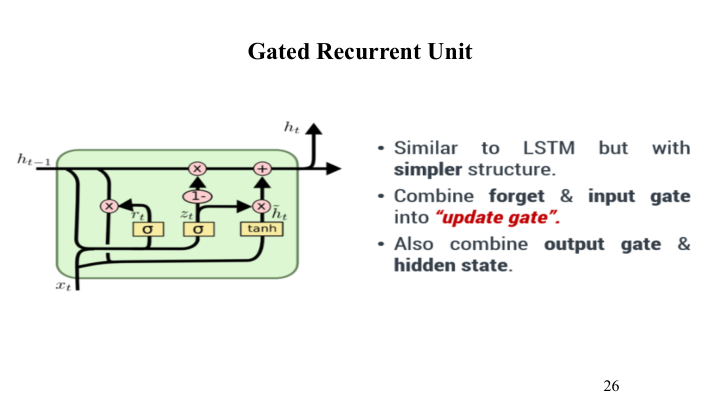 Gated Recurrent Unit
h_t
h_{t-1}
1-
r_t
z_t
h̃_t
σ
σ
tanh
x_t
• Similar to LSTM but with
simpler structure.
• Combine forget & input gate
into “update gate”.
• Also combine output gate &
hidden state.
26